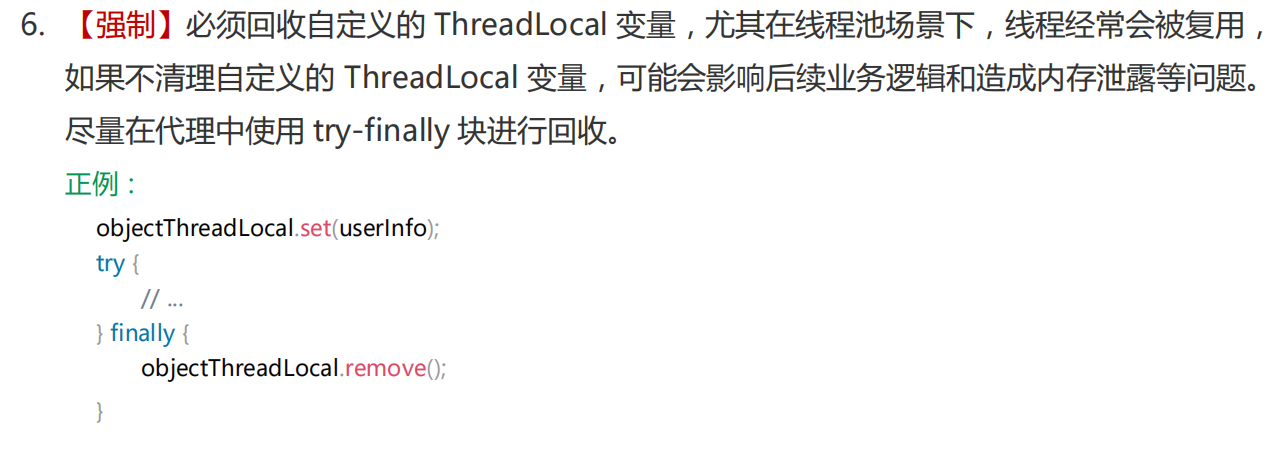 6. 【强制】必须回收自定义的 ThreadLocal 变量，尤其在线程池场景下，线程经常会被复用，
如果不清理自定义的 ThreadLocal 变量，可能会影响后续业务逻辑和造成内存泄露等问题。
尽量在代理中使用 try-finally 块进行回收。
正例：
objectThreadLocal.set(userInfo);
try {
// ...
} finally {
objectThreadLocal.remove();
}